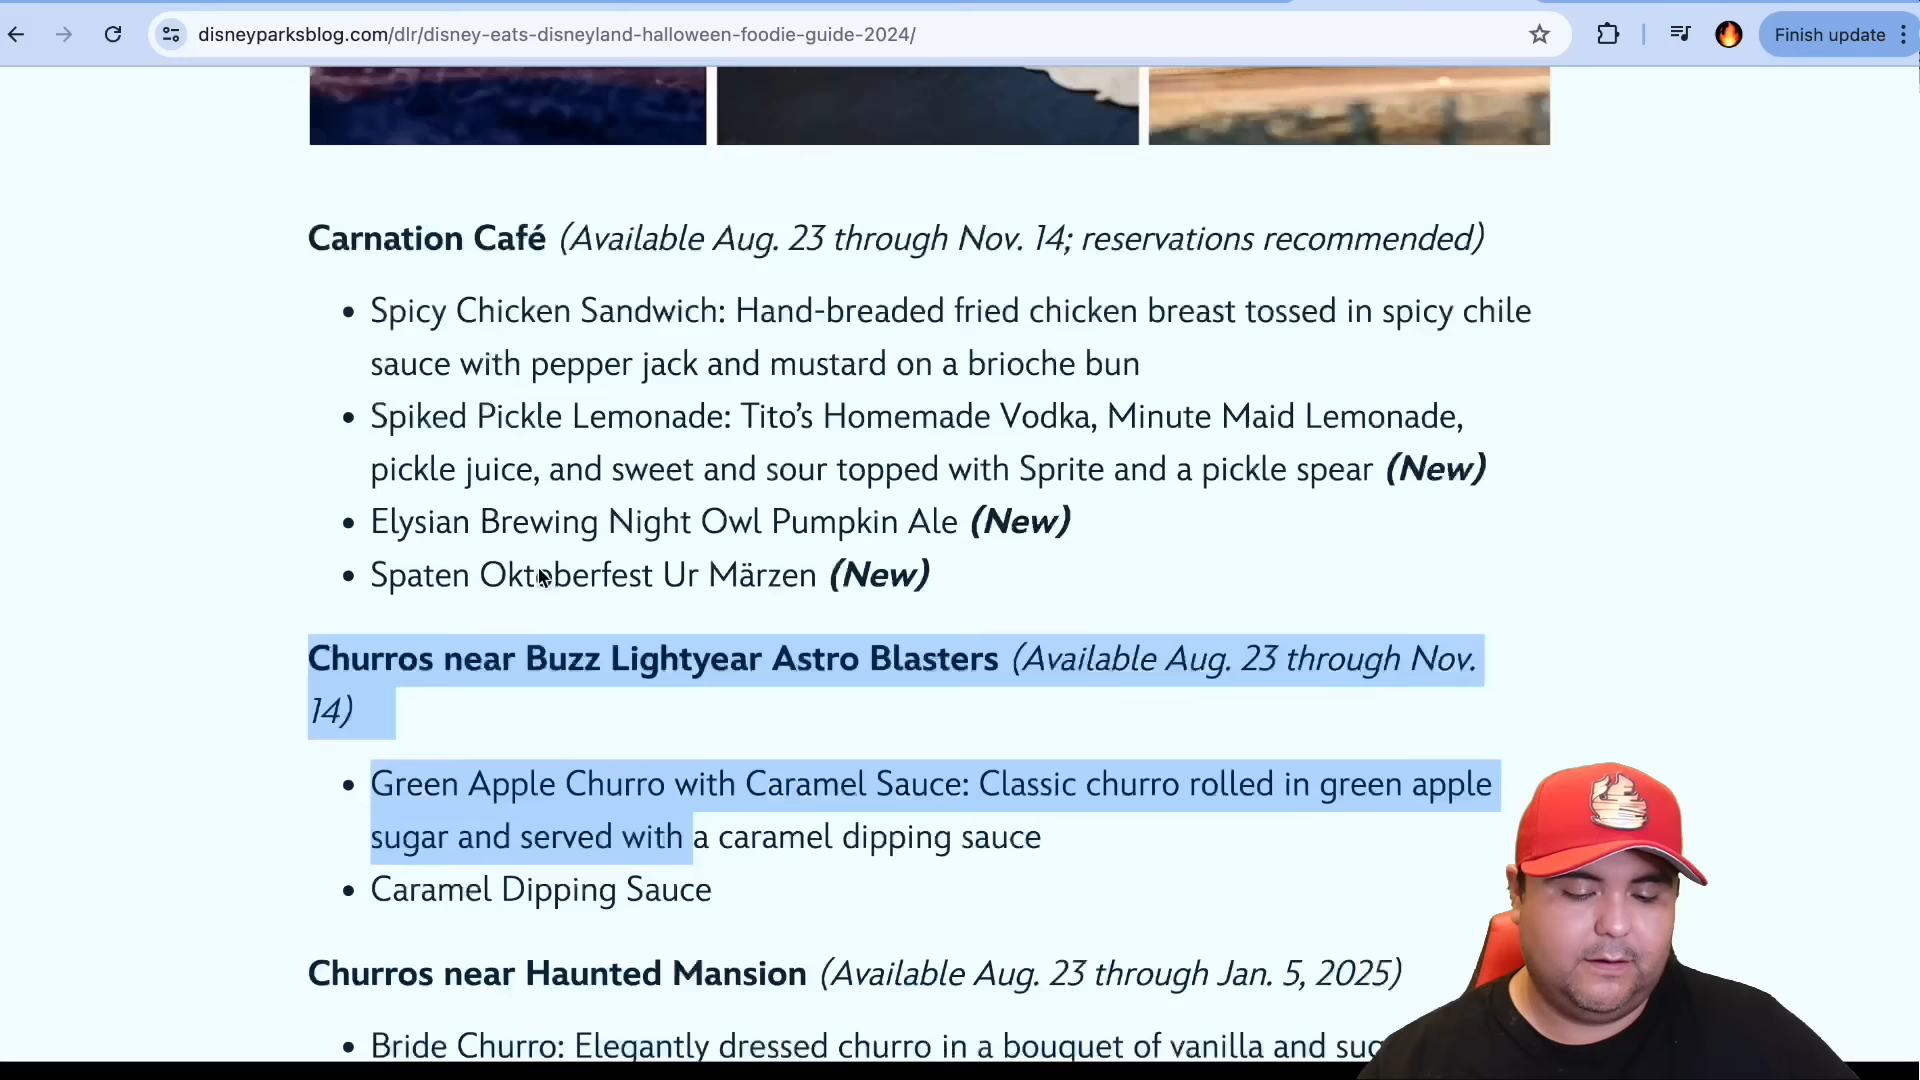 disneyparksblog.com/dlr/disney-eats-disneyland-halloween-foodie-guide-2024/
Finish update
Carnation Café (Available Aug. 23 through Nov. 14; reservations recommended)
• Spicy Chicken Sandwich: Hand-breaded fried chicken breast tossed in spicy chile
sauce with pepper jack and mustard on a brioche bun
• Spiked Pickle Lemonade: Tito’s Homemade Vodka, Minute Maid Lemonade,
pickle juice, and sweet and sour topped with Sprite and a pickle spear (New)
• Elysian Brewing Night Owl Pumpkin Ale (New)
• Spaten Oktoberfest Ur Märzen (New)
Churros near Buzz Lightyear Astro Blasters (Available Aug. 23 through Nov.
14)
• Green Apple Churro with Caramel Sauce: Classic churro rolled in green apple
sugar and served with a caramel dipping sauce
• Caramel Dipping Sauce
Churros near Haunted Mansion (Available Aug. 23 through Jan. 5, 2025)
• Bride Churro: Elegantly dressed churro in a bouquet of vanilla and